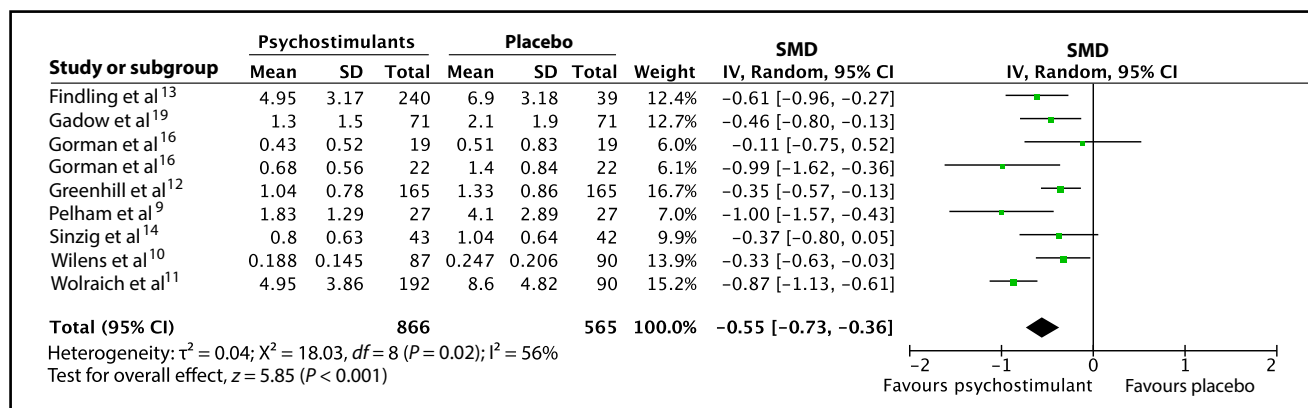 Psychostimulants Placebo SMD SMD
Study or subgroup Mean SD Total Mean SD Total Weight IV, Random, 95% CI IV, Random, 95% CI
Findling et al13 4.95 3.17 240 6.9 3.18 39 12.4% −0.61 [−0.96, −0.27]
Gadow et al19 1.3 1.5 71 2.1 1.9 71 12.7% −0.46 [−0.80, −0.13]
Gorman et al16 0.43 0.52 19 0.51 0.83 19 6.0% −0.11 [−0.75, 0.52]
Gorman et al16 0.68 0.56 22 1.4 0.84 22 6.1% −0.99 [−1.62, −0.36]
Greenhill et al12 1.04 0.78 165 1.33 0.86 165 16.7% −0.35 [−0.57, −0.13]
Pelham et al9 1.83 1.29 27 4.1 2.89 27 7.0% −1.00 [−1.57, −0.43]
Sinzig et al14 0.8 0.63 43 1.04 0.64 42 9.9% −0.37 [−0.80, 0.05]
Wilens et al10 0.188 0.145 87 0.247 0.206 90 13.9% −0.33 [−0.63, −0.03]
Wolraich et al11 4.95 3.86 192 8.6 4.82 90 15.2% −0.87 [−1.13, −0.61]
Total (95% CI) 866 565 100.0% −0.55 [−0.73, −0.36]
Heterogeneity: τ² = 0.04; X² = 18.03, df = 8 (P = 0.02); I² = 56%
Test for overall effect, z = 5.85 (P < 0.001)
−2 −1 0 1 2
Favours psychostimulant Favours placebo